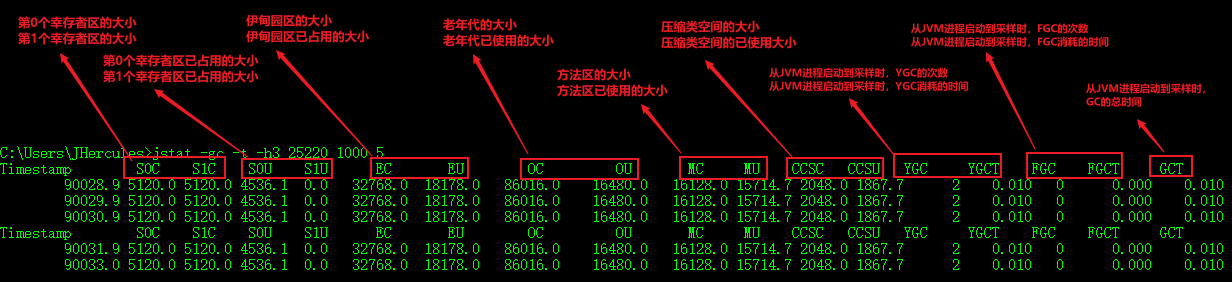 第0个幸存者区的大小
第1个幸存者区的大小
第0个幸存者区已占用的大小
第1个幸存者区已占用的大小
伊甸园区的大小
伊甸园区已占用的大小
老年代的大小
老年代已使用的大小
方法区的大小
方法区已使用的大小
压缩类空间的大小
压缩类空间的已使用大小
从JVM进程启动到采样时，YGC的次数
从JVM进程启动到采样时，YGC消耗的时间
从JVM进程启动到采样时，FGC的次数
从JVM进程启动到采样时，FGC消耗的时间
从JVM进程启动到采样时，
GC的总时间
C:\Users\JHercules>jstat -gc -t -h3 25220 1000 5
Timestamp S0C S1C S0U S1U EC EU OC OU MC MU CCSC CCSU YGC YGCT FGC FGCT GCT
90028.9 5120.0 5120.0 4536.1 0.0 32768.0 18178.0 86016.0 16480.0 16128.0 15714.7 2048.0 1867.7 2 0.010 0 0.000 0.010
90029.9 5120.0 5120.0 4536.1 0.0 32768.0 18178.0 86016.0 16480.0 16128.0 15714.7 2048.0 1867.7 2 0.010 0 0.000 0.010
90030.9 5120.0 5120.0 4536.1 0.0 32768.0 18178.0 86016.0 16480.0 16128.0 15714.7 2048.0 1867.7 2 0.010 0 0.000 0.010
Timestamp S0C S1C S0U S1U EC EU OC OU MC MU CCSC CCSU YGC YGCT FGC FGCT GCT
90031.9 5120.0 5120.0 4536.1 0.0 32768.0 18178.0 86016.0 16480.0 16128.0 15714.7 2048.0 1867.7 2 0.010 0 0.000 0.010
90033.0 5120.0 5120.0 4536.1 0.0 32768.0 18178.0 86016.0 16480.0 16128.0 15714.7 2048.0 1867.7 2 0.010 0 0.000 0.010